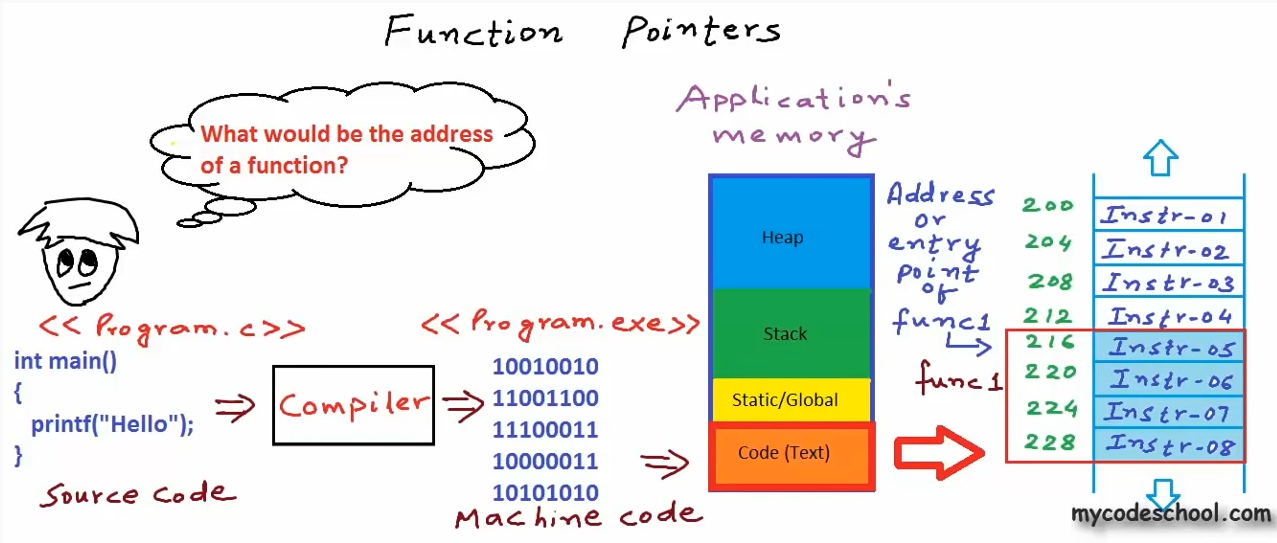 Function Pointers
What would be the address
of a function?
<< Program.c >>
int main()
{
printf("Hello");
}
Source code
Compiler
<< Program.exe >>
10010010
11001100
11100011
10000011
10101010
Machine code
Application's
memory
Heap
Stack
Static/Global
Code (Text)
Address
or
entry
point
of
func1
func1
200 Instr-01
204 Instr-02
208 Instr-03
212 Instr-04
216 Instr-05
220 Instr-06
224 Instr-07
228 Instr-08
mycodeschool.com